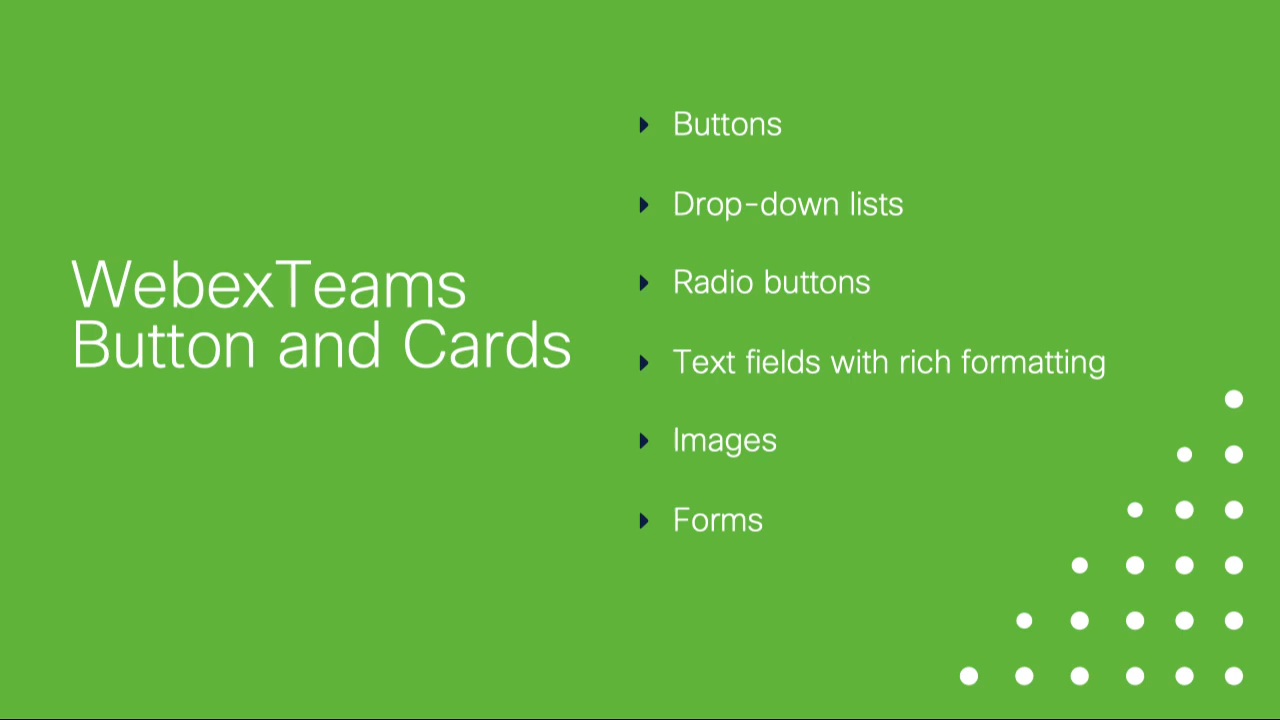 WebexTeams
Button and Cards
Buttons
Drop-down lists
Radio buttons
Text fields with rich formatting
Images
Forms